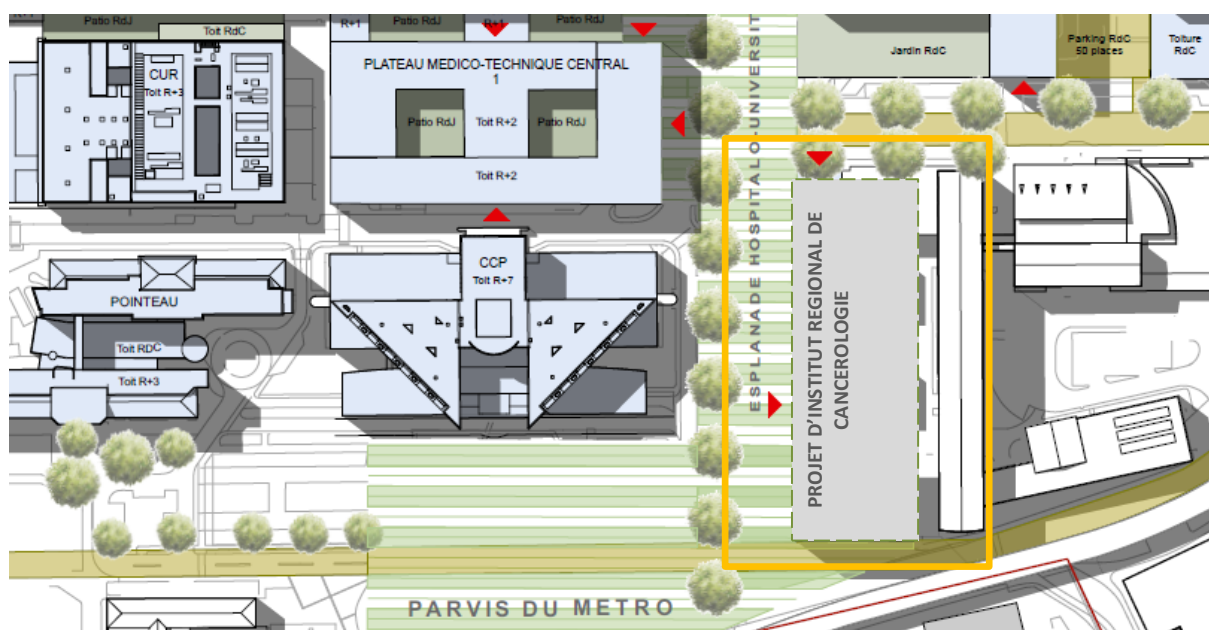 Patio RdJ
Toit RdC
R+1
Patio RdJ
R+1
Patio RdJ
CUR
Toit R+3
PLATEAU MEDICO-TECHNIQUE CENTRAL
1
Patio RdJ
Toit R+2
Patio RdJ
Toit R+2
Jardin RdC
Parking RdC
50 places
Toiture
RdC
ESPLANADE HOSPITALO-UNIVERSIT
PROJET D'INSTITUT REGIONAL DE
CANCEROLOGIE
CCP
Toit R+7
POINTEAU
Toit RDC
Toit R+3
PARVIS DU METRO